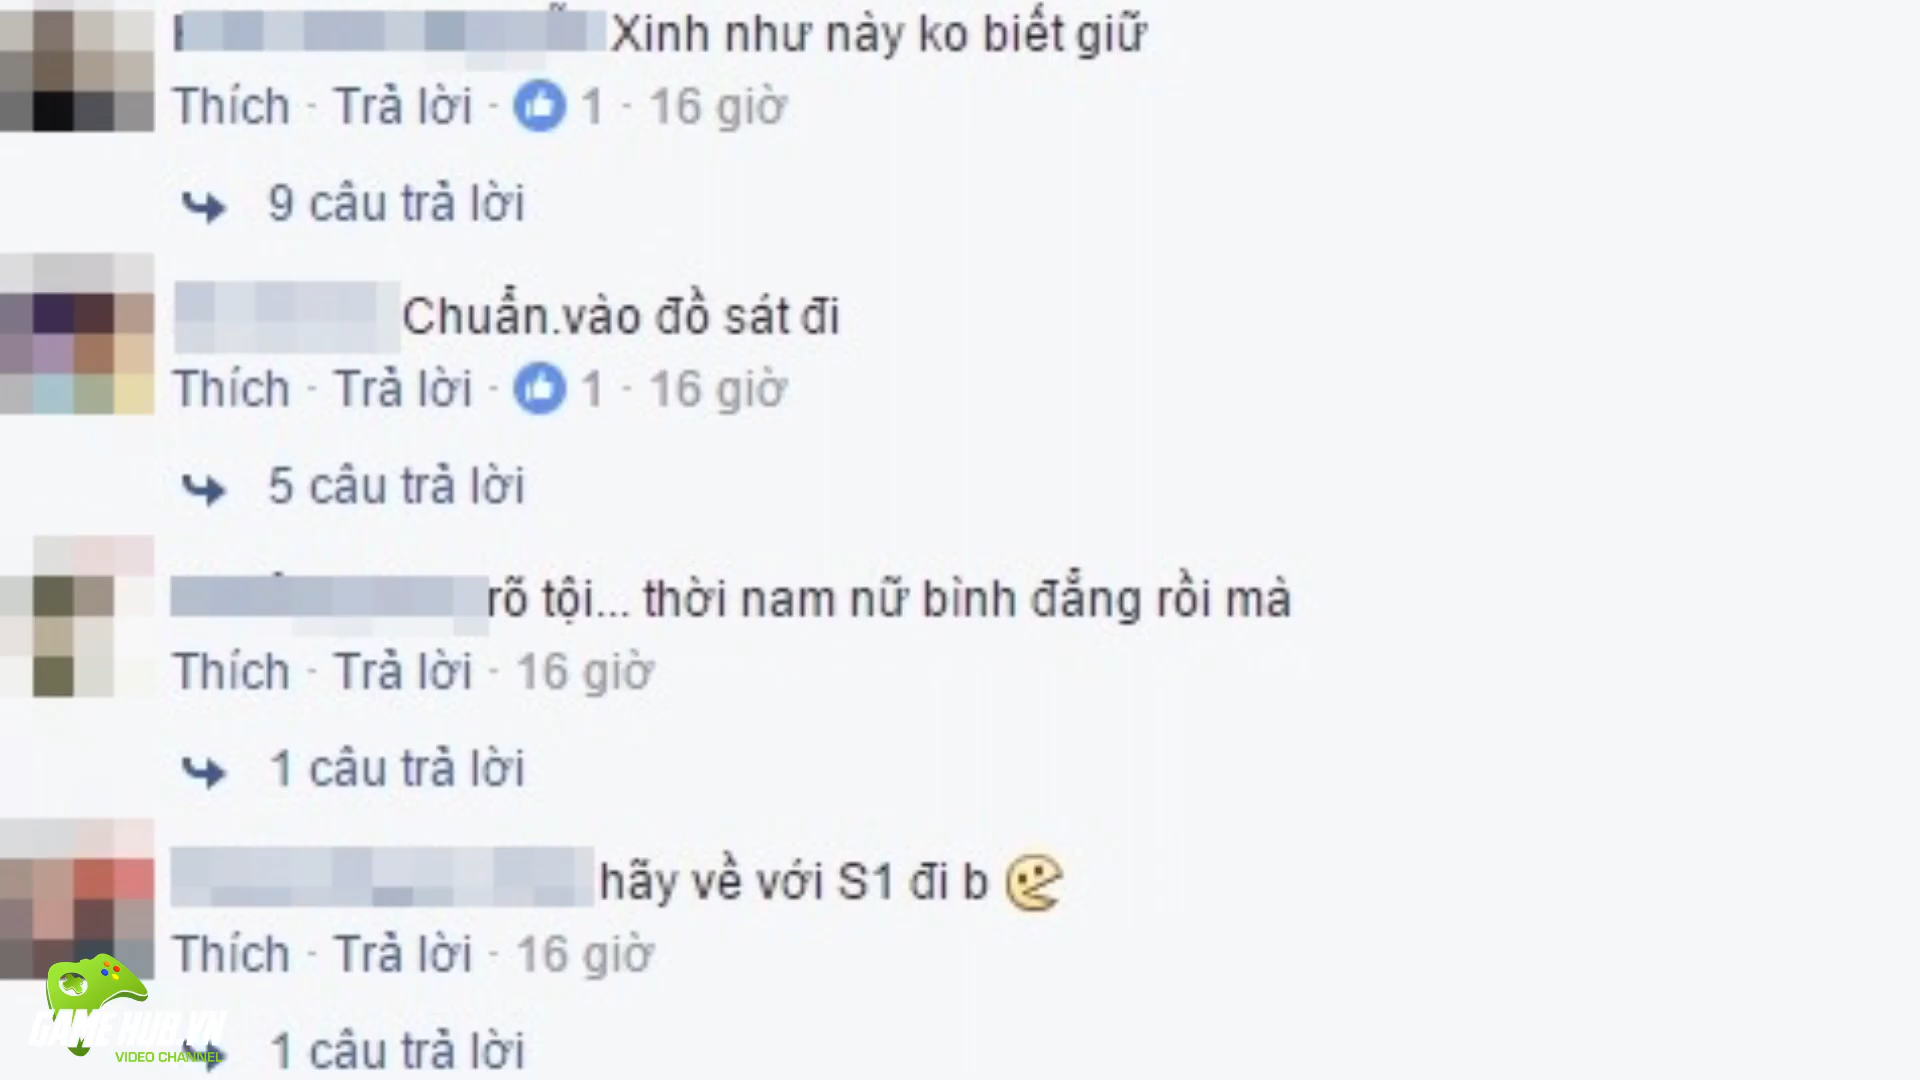 Xinh như này ko biết giữ
Thích · Trả lời · 1 · 16 giờ
9 câu trả lời
Chuẩn.vào đồ sát đi
Thích · Trả lời · 1 · 16 giờ
5 câu trả lời
rõ tội... thời nam nữ bình đẳng rồi mà
Thích · Trả lời · 16 giờ
1 câu trả lời
hãy về với S1 đi b
Thích · Trả lời · 16 giờ
1 câu trả lời
GAME HUB.VN
VIDEO CHANNEL